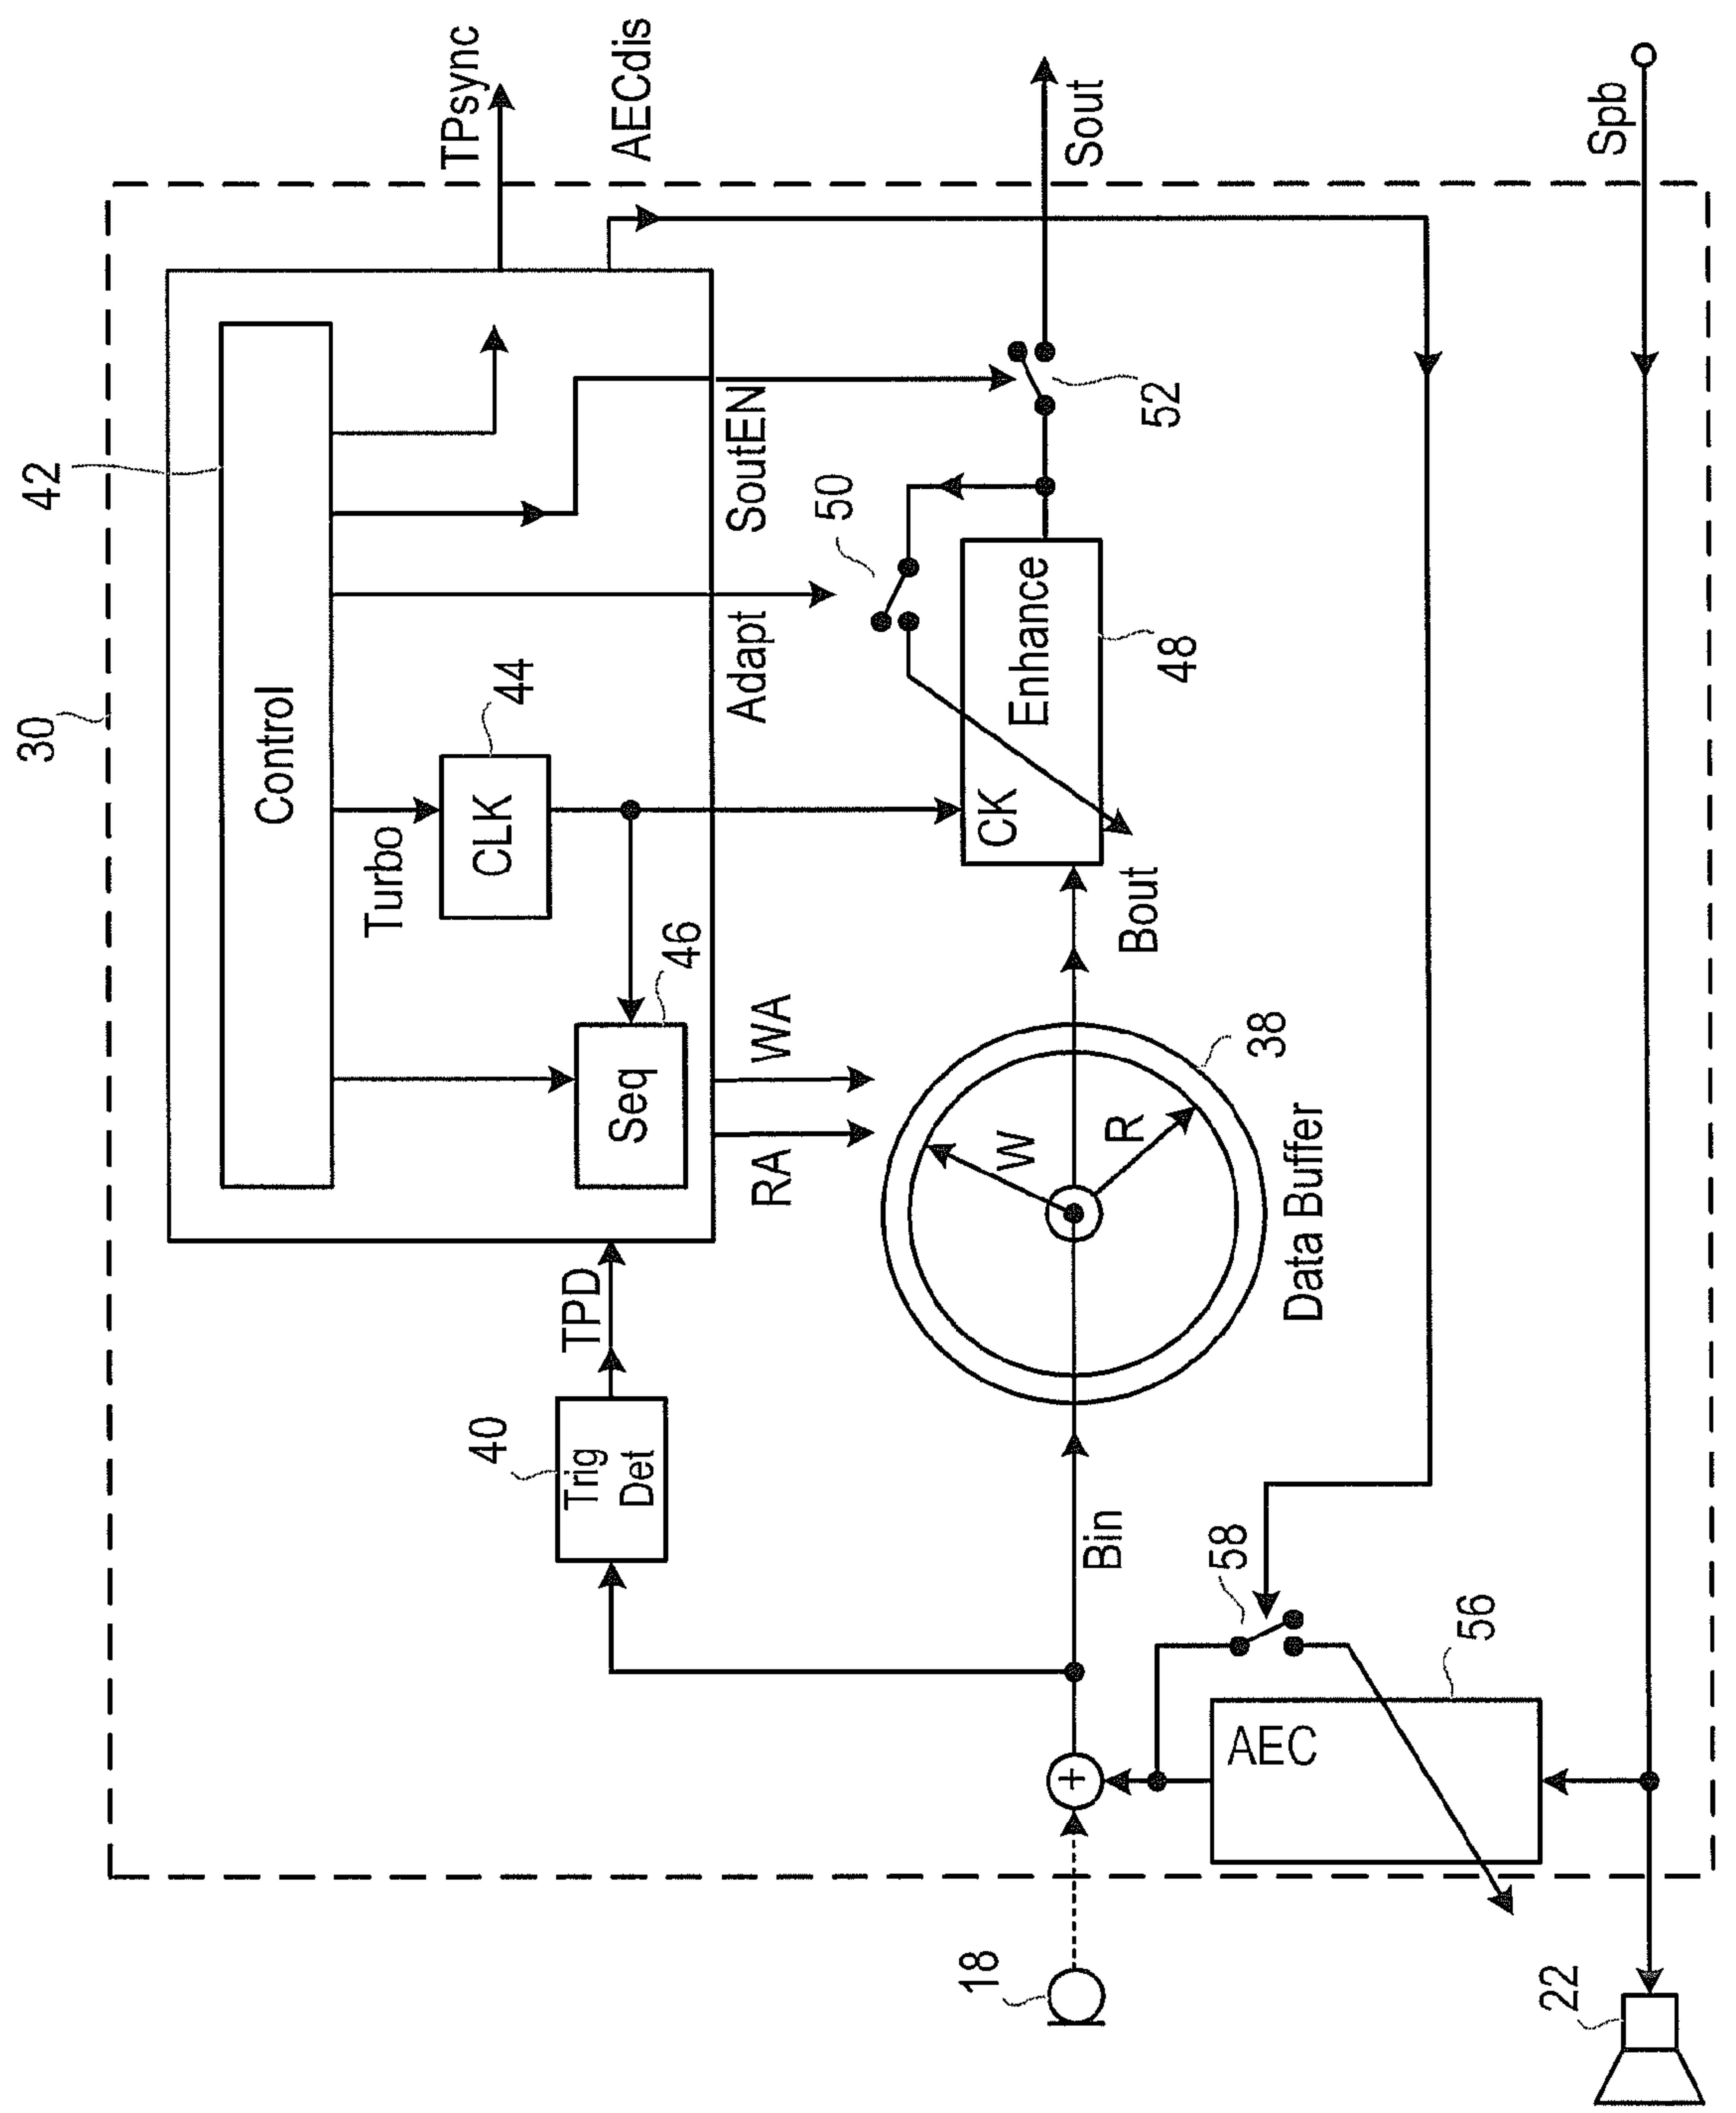 30
42
Control
TPsync
AECdis
Turbo
44
CLK
46
Seq
40
Trig
Det
TPD
RA
WA
Adapt
SoutEN
50
52
Sout
W
R
38
Data Buffer
Bout
CK
Enhance
48
Bin
18
+
58
AEC
56
22
Spb